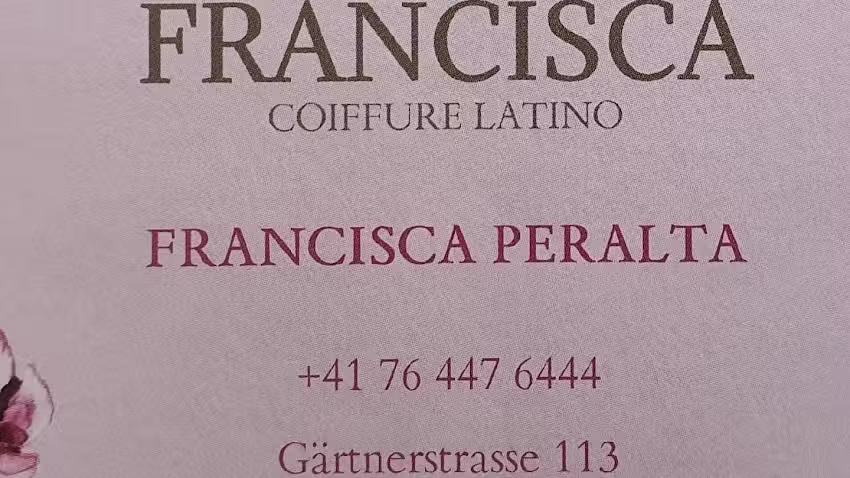 FRANCISCA
COIFFURE LATINO
FRANCISCA PERALTA
+41 76 447 6444
Gärtnerstrasse 113